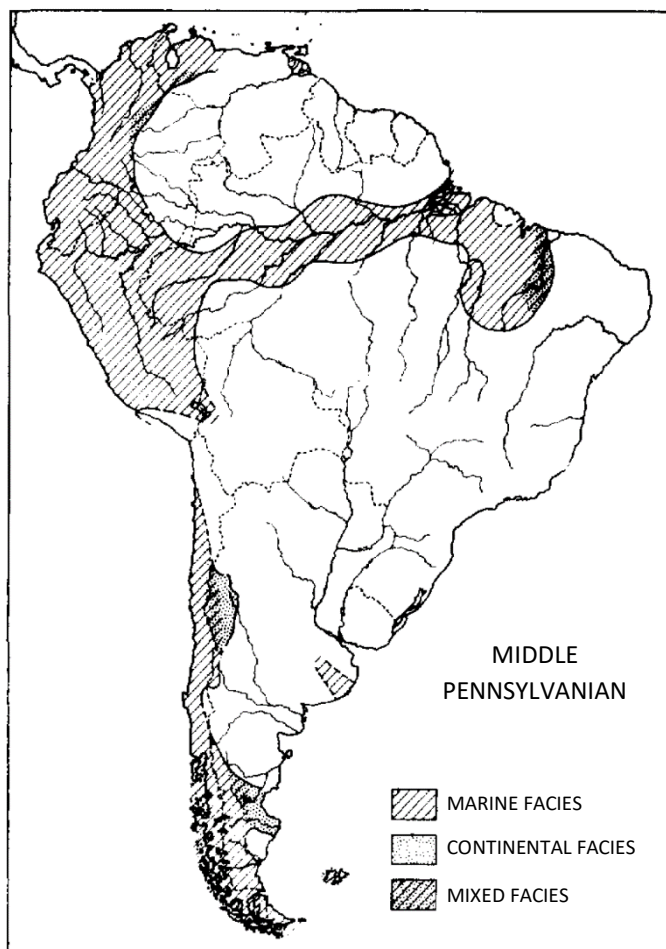 MIDDLE
PENNSYLVANIAN
MARINE FACIES
CONTINENTAL FACIES
MIXED FACIES